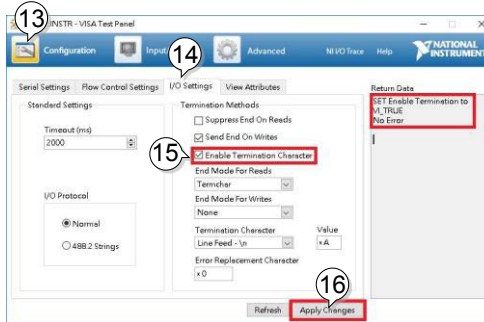 13
INSTR - VISA Test Panel
14
Configuration
Input/
Advanced
NI I/O Trace
Help
NATIONAL
INSTRUMENT
Serial Settings
Flow Control Settings
I/O Settings
View Attributes
Return Data
Standard Settings
Timeout (ms)
2000
I/O Protocol
Normal
488.2 Strings
Termination Methods
Suppress End On Reads
Send End On Writes
15
Enable Termination Character
End Mode For Reads
Termchar
End Mode For Writes
None
Termination Character
Value
Line Feed - \n
xA
Error Replacement Character
x0
SET Enable Termination to
VI_TRUE
No Error
16
Refresh
Apply Changes